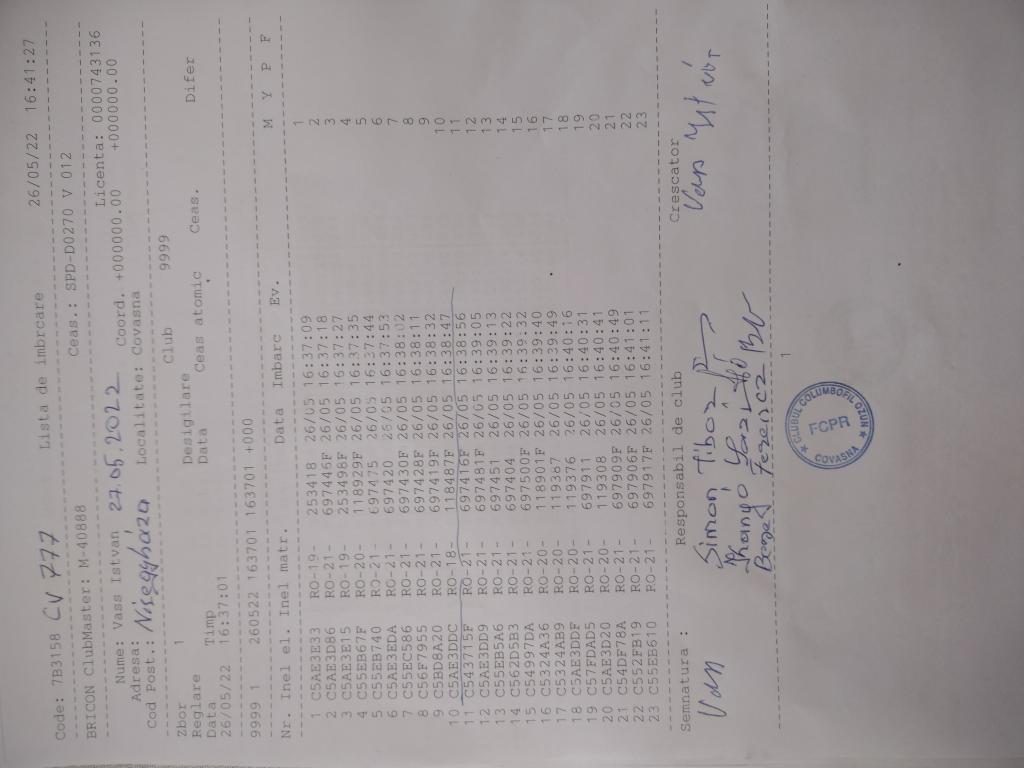 Code: 7B3158 CV 777 Lista de imbrcare 26/05/22 16:41:27
BRICON ClubMaster: M-40888 Ceas.: SPD-D0270 V 012
Nume: Vass Istvan 27.05.2022 Licenta: 0000743136
Adresa: Coord. +000000.00 +000000.00
Cod Post.: Localitate: Covasna
Zbor 1 Club 9999
Reglare Desigilare
Data Timp Data Ceas atomic Ceas. Difer
26/05/22 16:37:01
9999 1 260522 163701 163701 +000
Nr. Inel el. Inel matr. Data Imbarc Ev. M Y P F
1 C5AE3E33 RO-19- 253418 26/05 16:37:09 1
2 C5AE3D86 RO-21- 697446F 26/05 16:37:18 2
3 C5AE3E15 RO-19- 253498F 26/05 16:37:27 3
4 C55EB67F RO-20- 118929F 26/05 16:37:35 4
5 C55EB740 RO-21- 697475 26/05 16:37:44 5
6 C5AE3EDA RO-21- 697420 26/05 16:37:53 6
7 C55EC586 RO-21- 697430F 26/05 16:38:02 7
8 C56F7955 RO-21- 697428F 26/05 16:38:11 8
9 C5BD8A20 RO-21- 697419F 26/05 16:38:32 9
10 C5AE3DDC RO-18- 118487F 26/05 16:38:47 10
11 C543715F RO-21- 697416F 26/05 16:38:56 11
12 C5AE3DD9 RO-21- 697481F 26/05 16:39:05 12
13 C55EB5A6 RO-21- 697451 26/05 16:39:13 13
14 C562D5B3 RO-21- 697404 26/05 16:39:22 14
15 C54997DA RO-21- 697500F 26/05 16:39:32 15
16 C5324A36 RO-20- 118901F 26/05 16:39:40 16
17 C5324AB9 RO-20- 119387 26/05 16:39:49 17
18 C5AE3DDF RO-20- 119376 26/05 16:40:16 18
19 C57FDAD5 RO-21- 697911 26/05 16:40:31 19
20 C5AE3D20 RO-20- 119308 26/05 16:40:41 20
21 C54DF78A RO-21- 697909F 26/05 16:40:49 21
22 C552FB19 RO-21- 697906F 26/05 16:41:01 22
23 C55EE610 RO-21- 697917F 26/05 16:41:11 23
Semnatura : Responsabil de club Crescator
Simon Tibor
1
CLUBUL COLUMBOFIL OZUN
FCPR
COVASNA